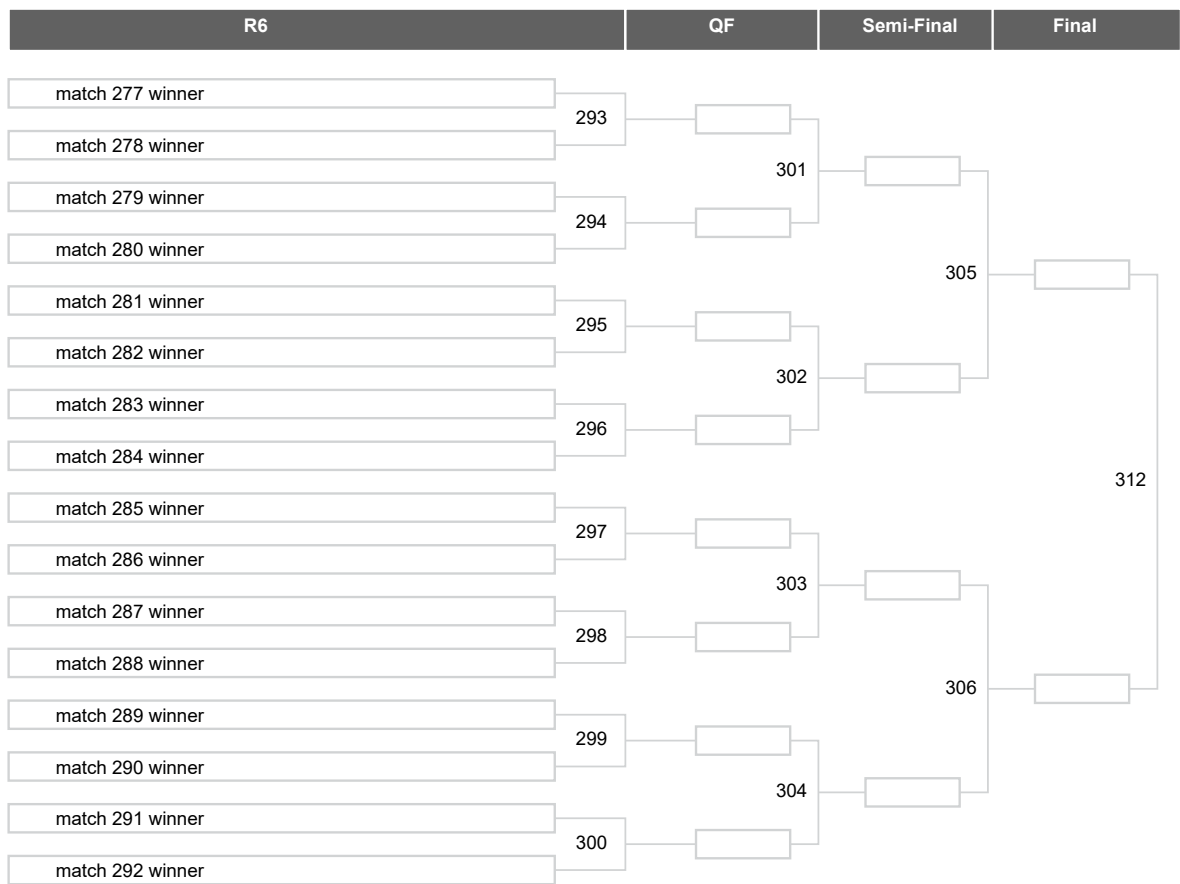 R6 QF Semi-Final Final
match 277 winner
293
match 278 winner
301
match 279 winner
294
match 280 winner
305
match 281 winner
295
match 282 winner
302
match 283 winner
296
match 284 winner
312
match 285 winner
297
match 286 winner
303
match 287 winner
298
match 288 winner
306
match 289 winner
299
match 290 winner
304
match 291 winner
300
match 292 winner